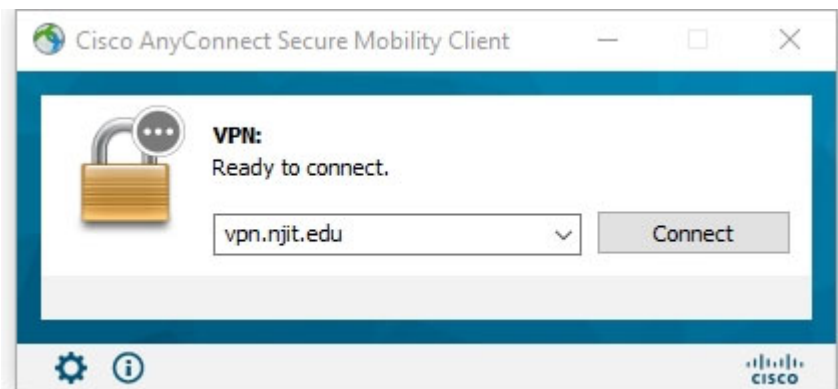 Cisco AnyConnect Secure Mobility Client
VPN:
Ready to connect.
vpn.njit.edu
Connect
CISCO